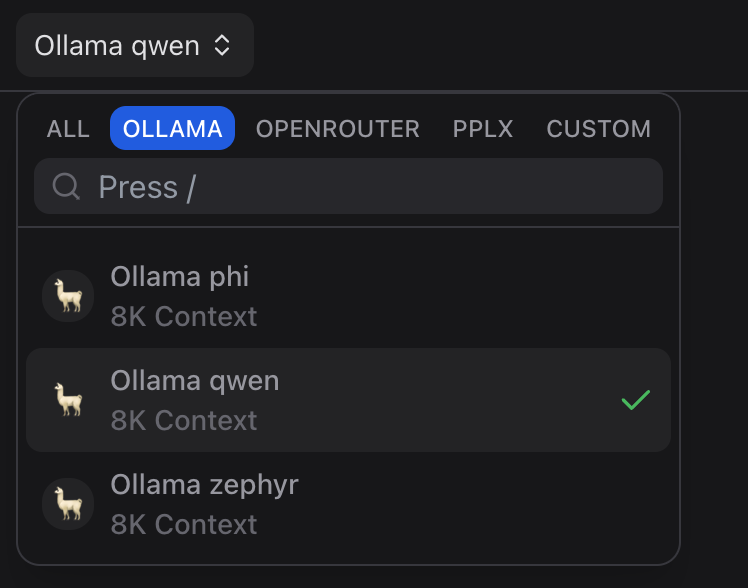 Ollama qwen
ALL OLLAMA OPENROUTER PPLX CUSTOM
Press /
Ollama phi
8K Context
Ollama qwen
8K Context
Ollama zephyr
8K Context